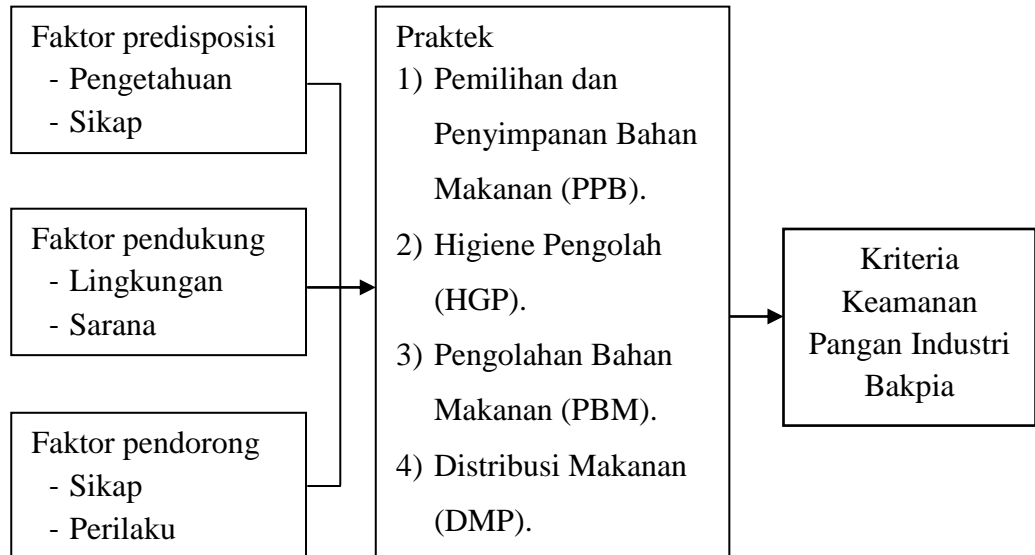 Faktor predisposisi
- Pengetahuan
- Sikap
Faktor pendukung
- Lingkungan
- Sarana
Faktor pendorong
- Sikap
- Perilaku
Praktek
1) Pemilihan dan
Penyimpanan Bahan
Makanan (PPB).
2) Higiene Pengolah
(HGP).
3) Pengolahan Bahan
Makanan (PBM).
4) Distribusi Makanan
(DMP).
Kriteria
Keamanan
Pangan Industri
Bakpia